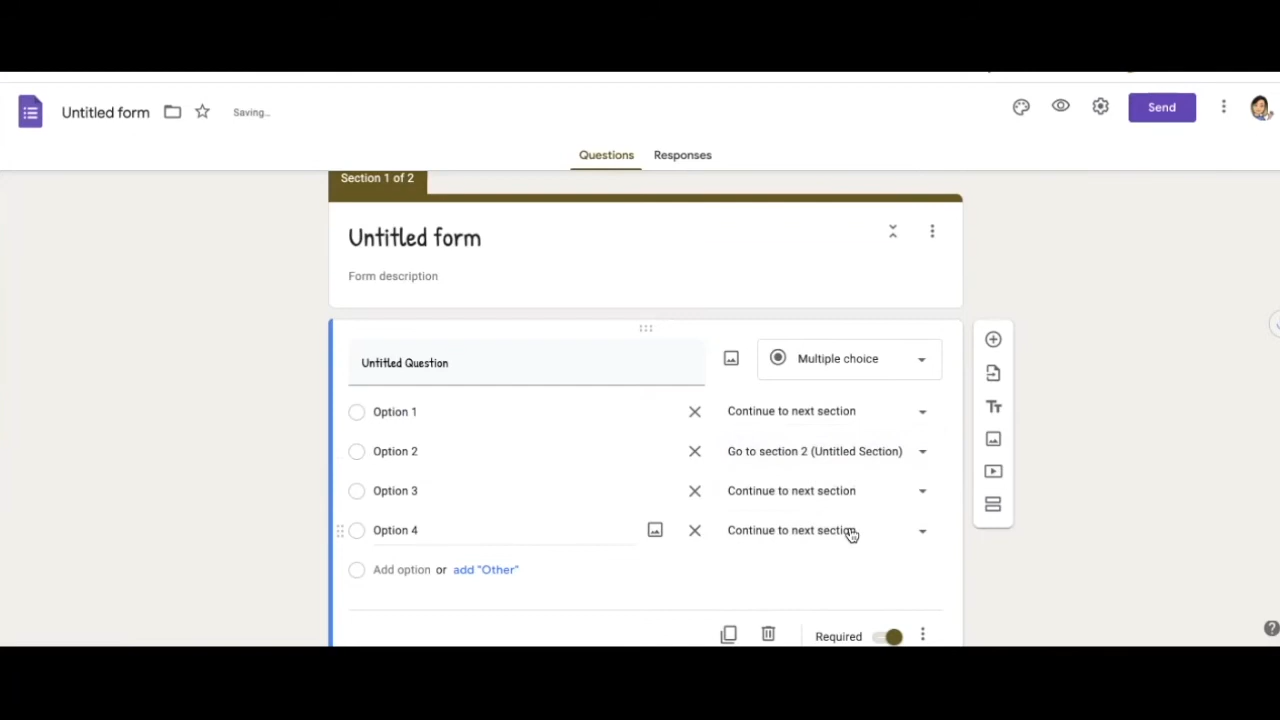 Untitled form
Saving...
Send
Questions
Responses
Section 1 of 2
Untitled form
Form description
Untitled Question
Multiple choice
Option 1
Continue to next section
Option 2
Go to section 2 (Untitled Section)
Option 3
Continue to next section
Option 4
Continue to next section
Add option or add "Other"
Required